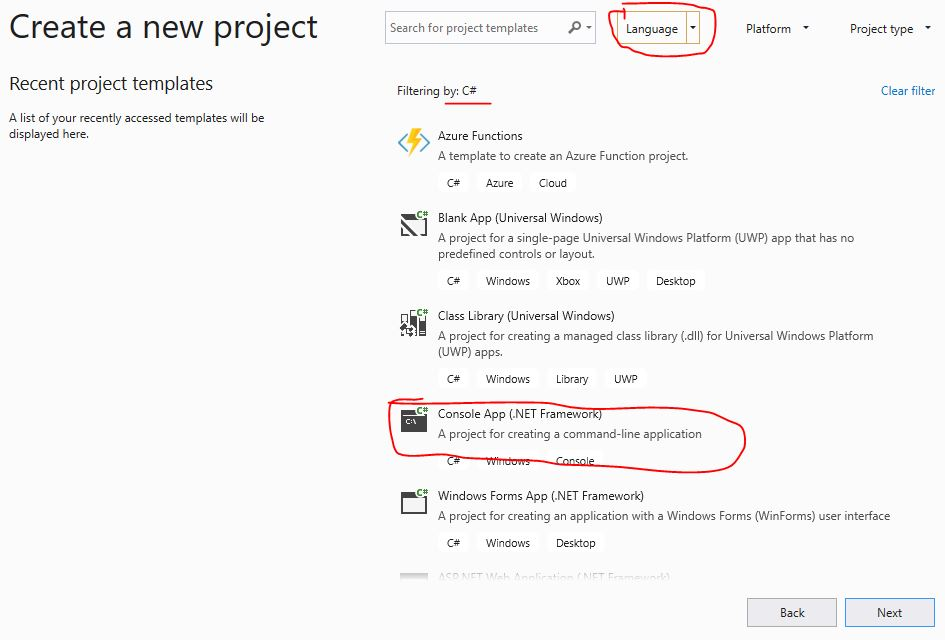 Create a new project
Search for project templates
Language
Platform
Project type
Recent project templates
A list of your recently accessed templates will be
displayed here.
Filtering by: C#
Clear filter
Azure Functions
A template to create an Azure Function project.
C# Azure Cloud
C#
Blank App (Universal Windows)
A project for a single-page Universal Windows Platform (UWP) app that has no
predefined controls or layout.
C# Windows Xbox UWP Desktop
C#
Class Library (Universal Windows)
A project for creating a managed class library (.dll) for Universal Windows Platform
(UWP) apps.
C# Windows Library UWP
C#
C:\
Console App (.NET Framework)
A project for creating a command-line application
C# Windows Console
C#
Windows Forms App (.NET Framework)
A project for creating an application with a Windows Forms (WinForms) user interface
C# Windows Desktop
ASP.NET Web Application (.NET Framework)
Back
Next